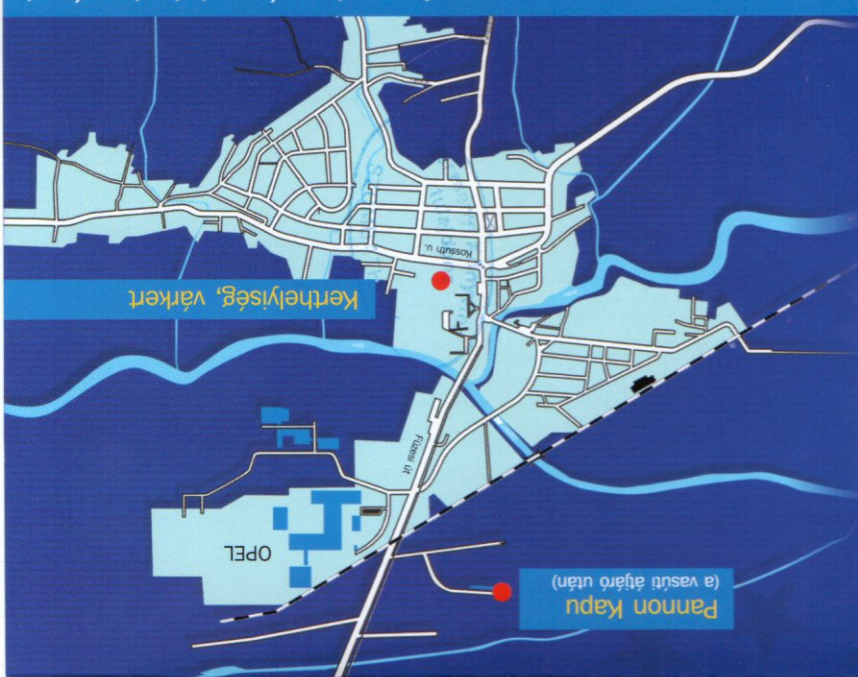 Pannon Kapu
(a vasúti átjáró után)
OPEL
Füzesi út
Kerthelyiség, várkert
Kossuth u.